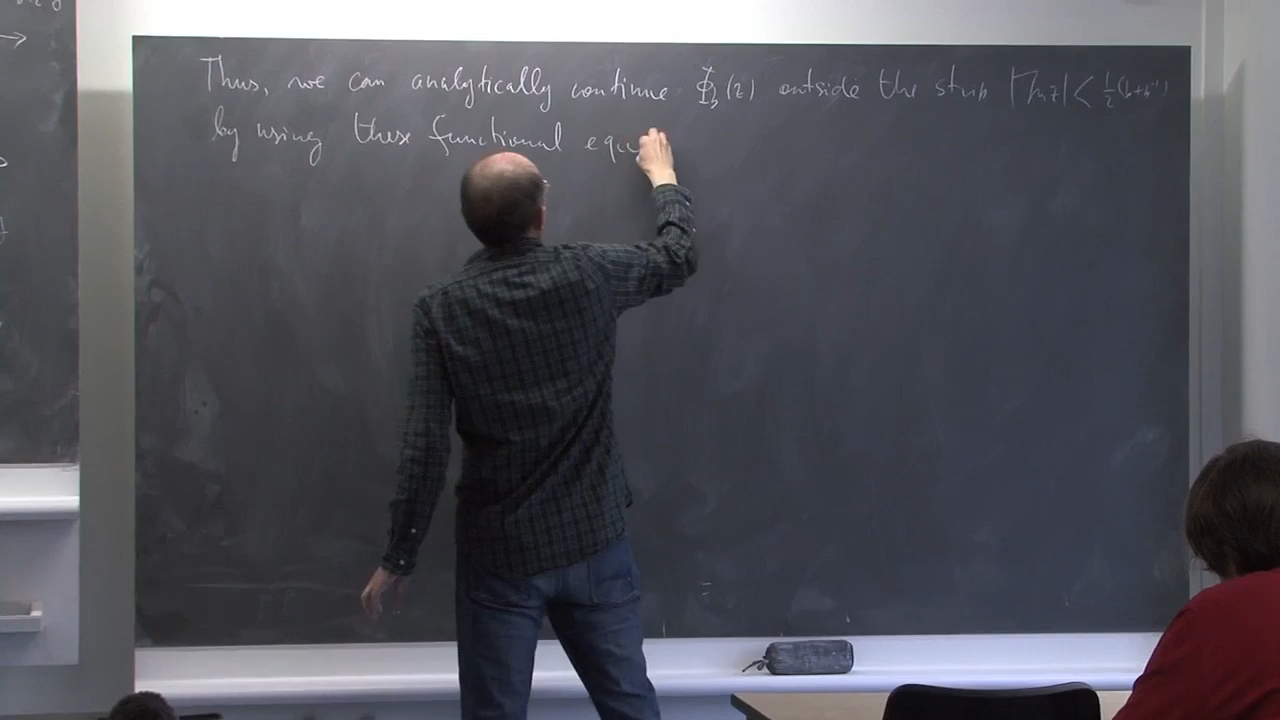 Thus, we can analytically continue Φ_b(z) outside the strip |Im z| < 1/2(b+b⁻¹)
by using these functional equ